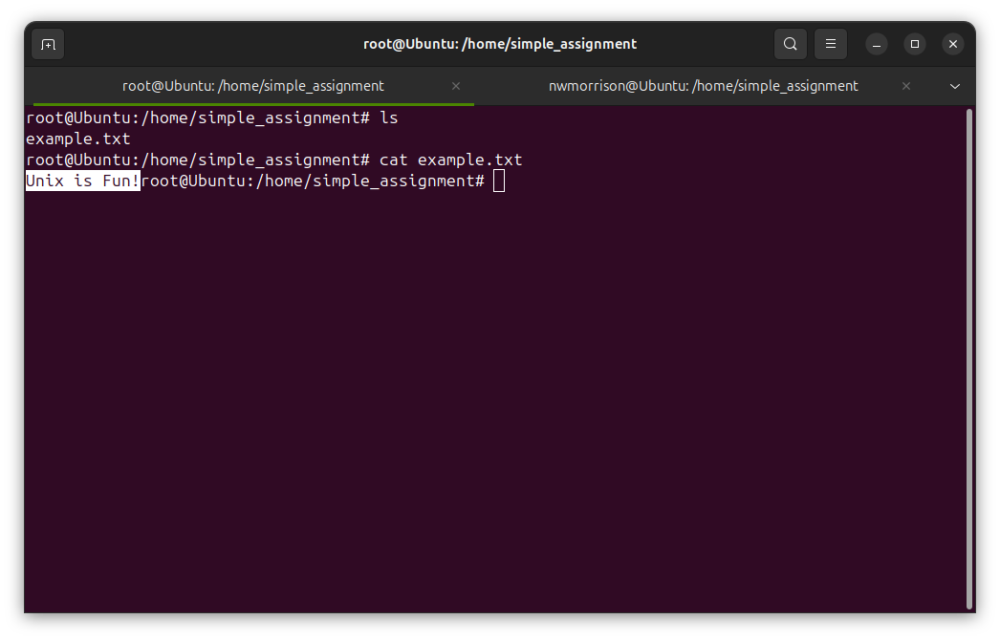 root@Ubuntu: /home/simple_assignment
root@Ubuntu: /home/simple_assignment
nwmorrison@Ubuntu: /home/simple_assignment
root@Ubuntu:/home/simple_assignment# ls
example.txt
root@Ubuntu:/home/simple_assignment# cat example.txt
Unix is Fun!root@Ubuntu:/home/simple_assignment#